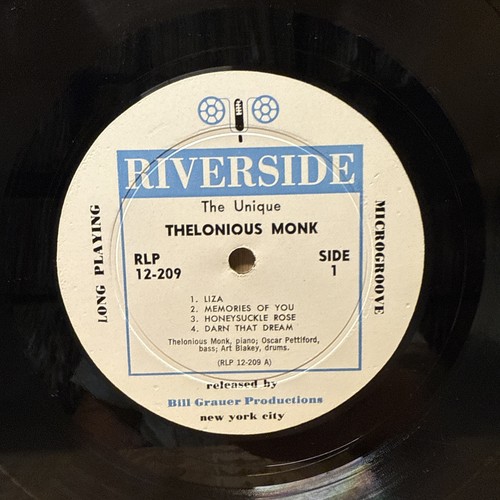 RIVERSIDE
The Unique
THELONIOUS MONK
RLP
12-209
SIDE
1
LONG PLAYING
MICROGROOVE
1. LIZA
2. MEMORIES OF YOU
3. HONEYSUCKLE ROSE
4. DARN THAT DREAM
Thelonious Monk, piano; Oscar Pettiford,
bass; Art Blakey, drums.
(RLP 12-209 A)
released by
Bill Grauer Productions
new york city